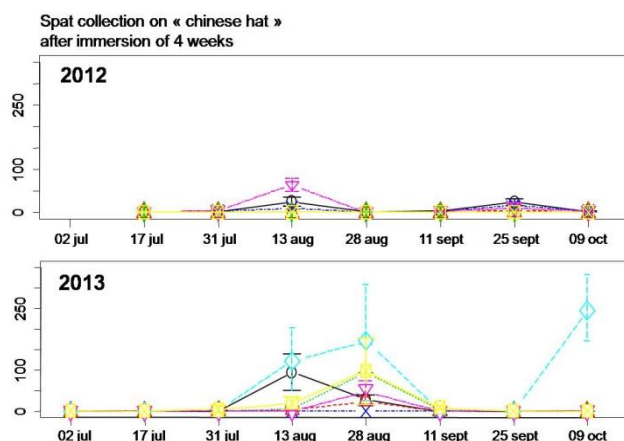 Spat collection on « chinese hat »
after immersion of 4 weeks
2012
250
100
0
02 jul 17 jul 31 jul 13 aug 28 aug 11 sept 25 sept 09 oct
2013
250
100
0
02 jul 17 jul 31 jul 13 aug 28 aug 11 sept 25 sept 09 oct